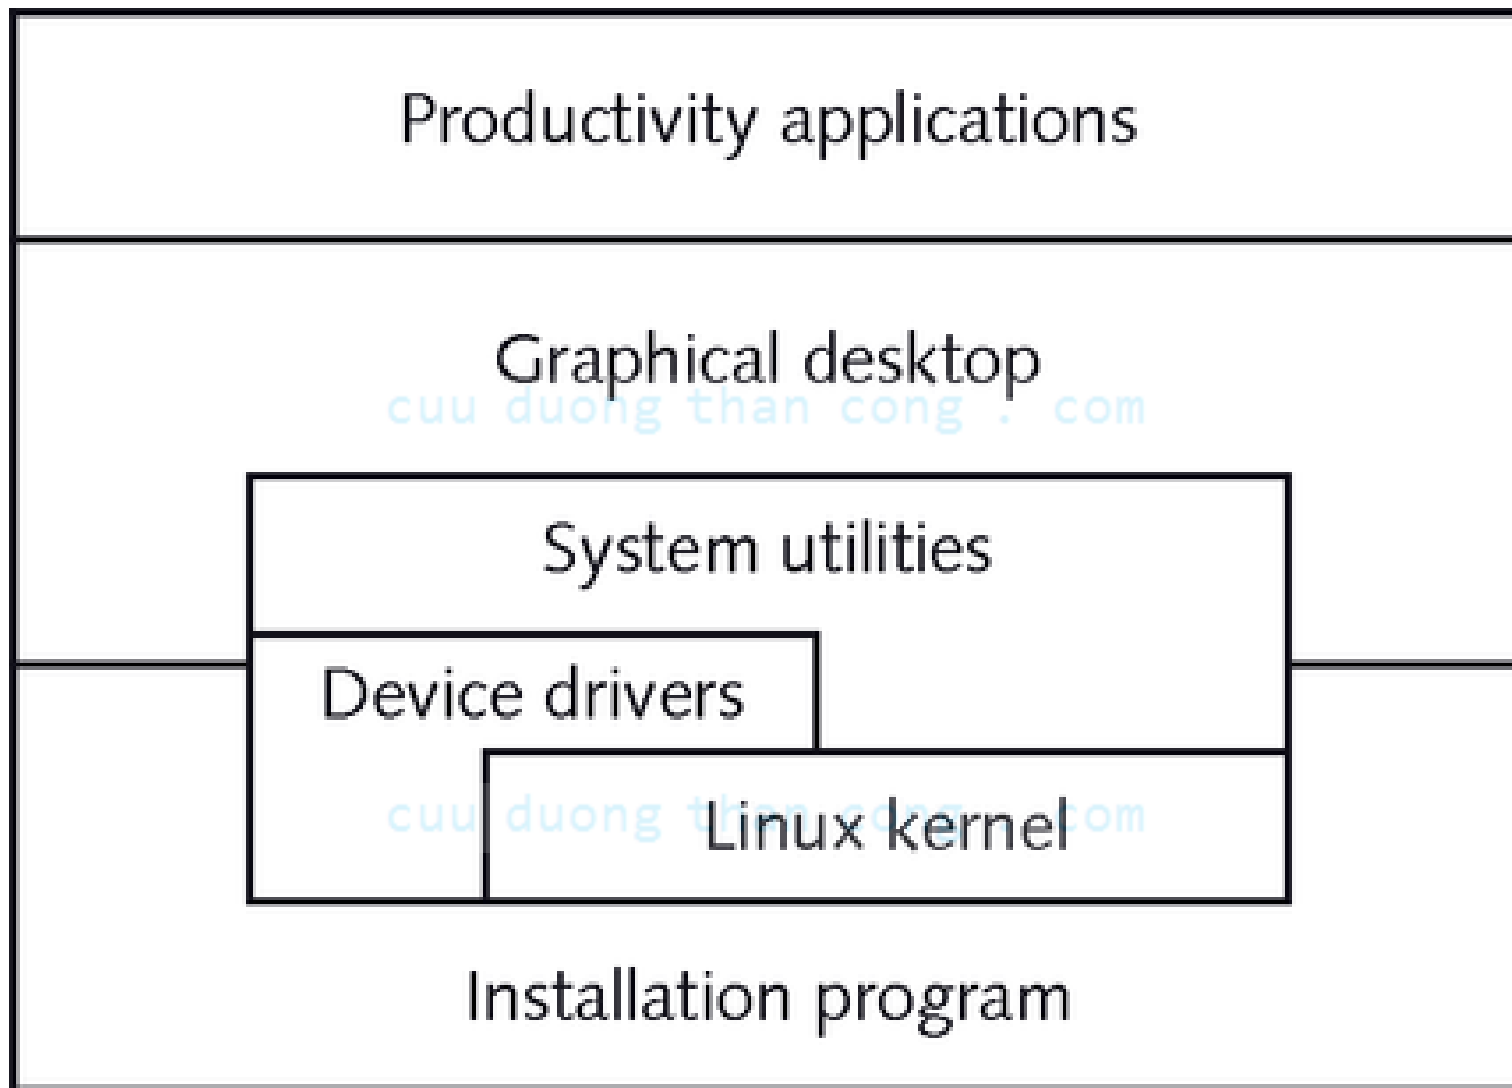 Productivity applications
Graphical desktop
cuu duong than cong . com
System utilities
Device drivers
Linux kernel
cuu duong than cong . com
Installation program